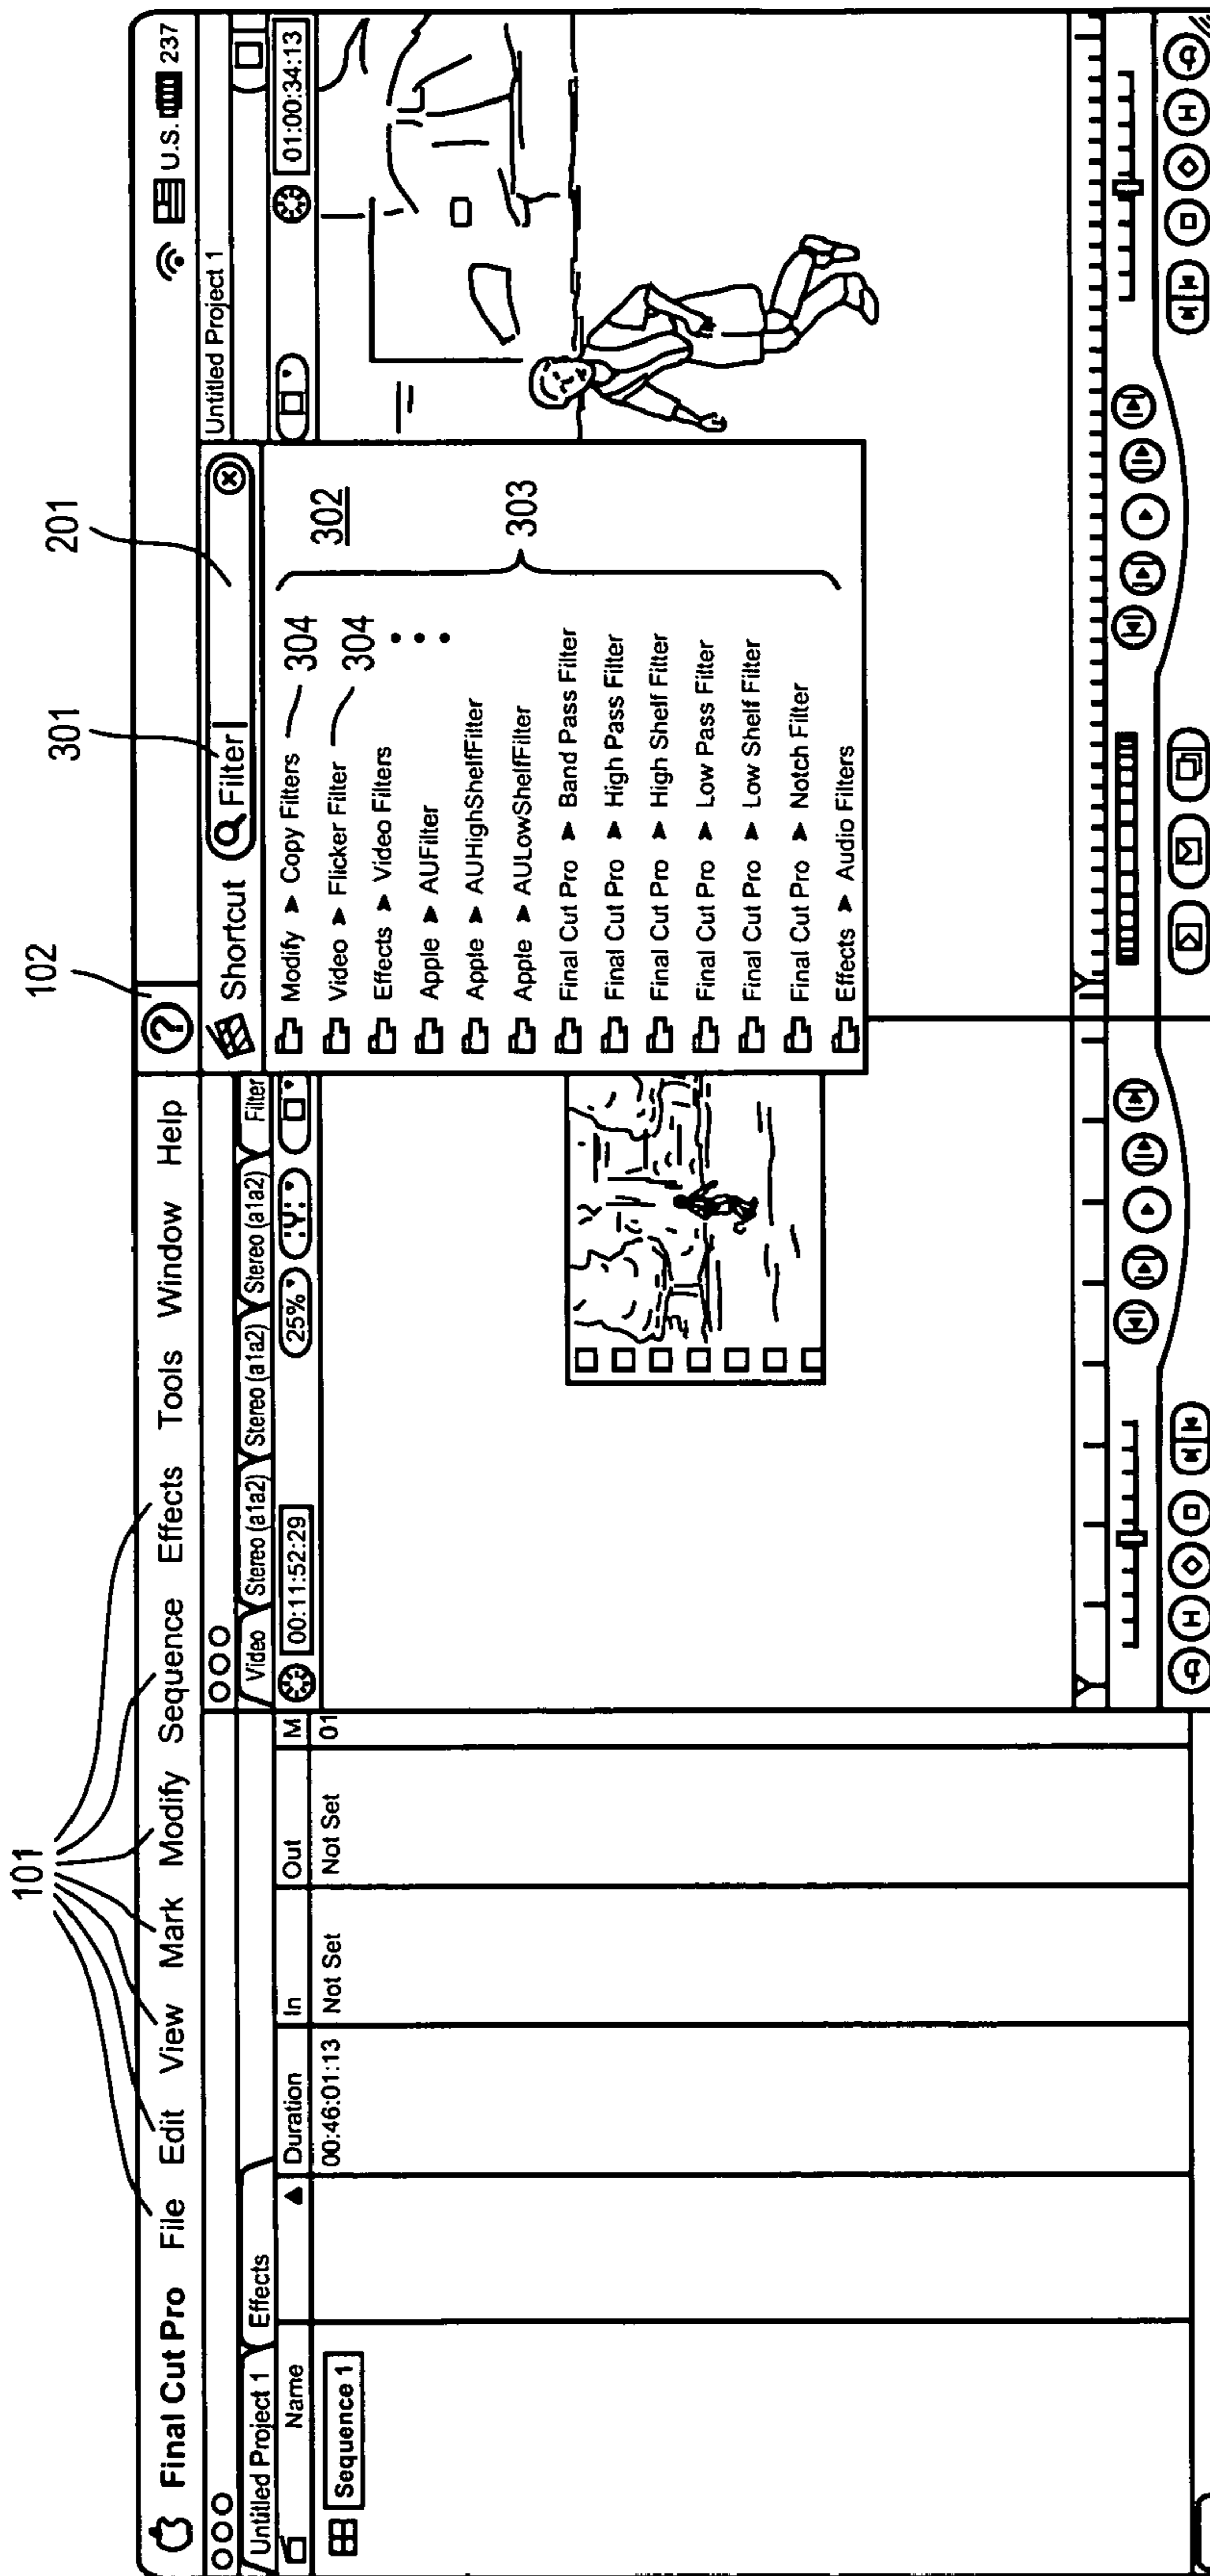 101
102
301
201
Final Cut Pro File Edit View Mark Modify Sequence Effects Tools Window Help
U.S. 237
Untitled Project 1 Effects
Name Duration In Out M
Sequence 1 00:46:01:13 Not Set Not Set 01
Video Stereo (a1a2) Stereo (a1a2) Stereo (a1a2) Filter
00:11:52:29 25%
Shortcut Filter
Modify ➤ Copy Filters 304
Video ➤ Flicker Filter 304
Effects ➤ Video Filters
Apple ➤ AUFilter
Apple ➤ AUHighShelfFilter
Apple ➤ AULowShelfFilter
Final Cut Pro ➤ Band Pass Filter
Final Cut Pro ➤ High Pass Filter
Final Cut Pro ➤ High Shelf Filter
Final Cut Pro ➤ Low Pass Filter
Final Cut Pro ➤ Low Shelf Filter
Final Cut Pro ➤ Notch Filter
Effects ➤ Audio Filters
302
303
Untitled Project 1
01:00:34:13